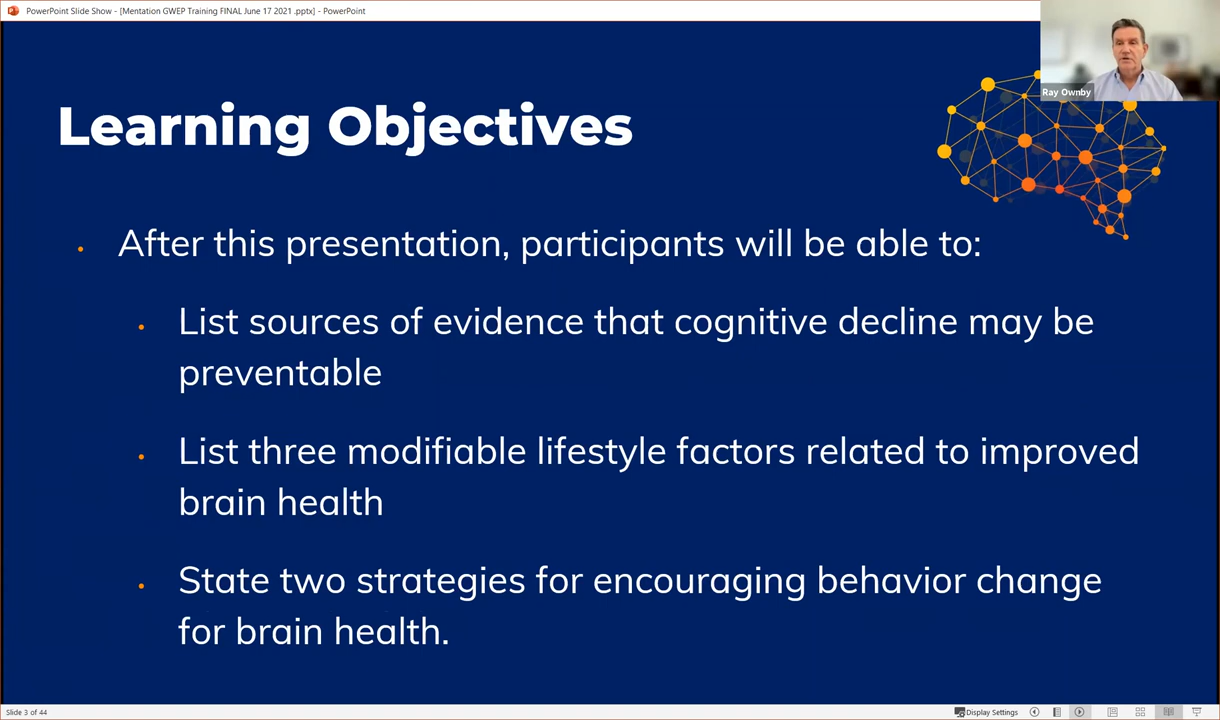 PowerPoint Slide Show - [Mentation GWEP Training FINAL June 17 2021 .pptx] - PowerPoint
Ray Ownby
Learning Objectives
• After this presentation, participants will be able to:
• List sources of evidence that cognitive decline may be
preventable
• List three modifiable lifestyle factors related to improved
brain health
• State two strategies for encouraging behavior change
for brain health.
Slide 3 of 44
Display Settings